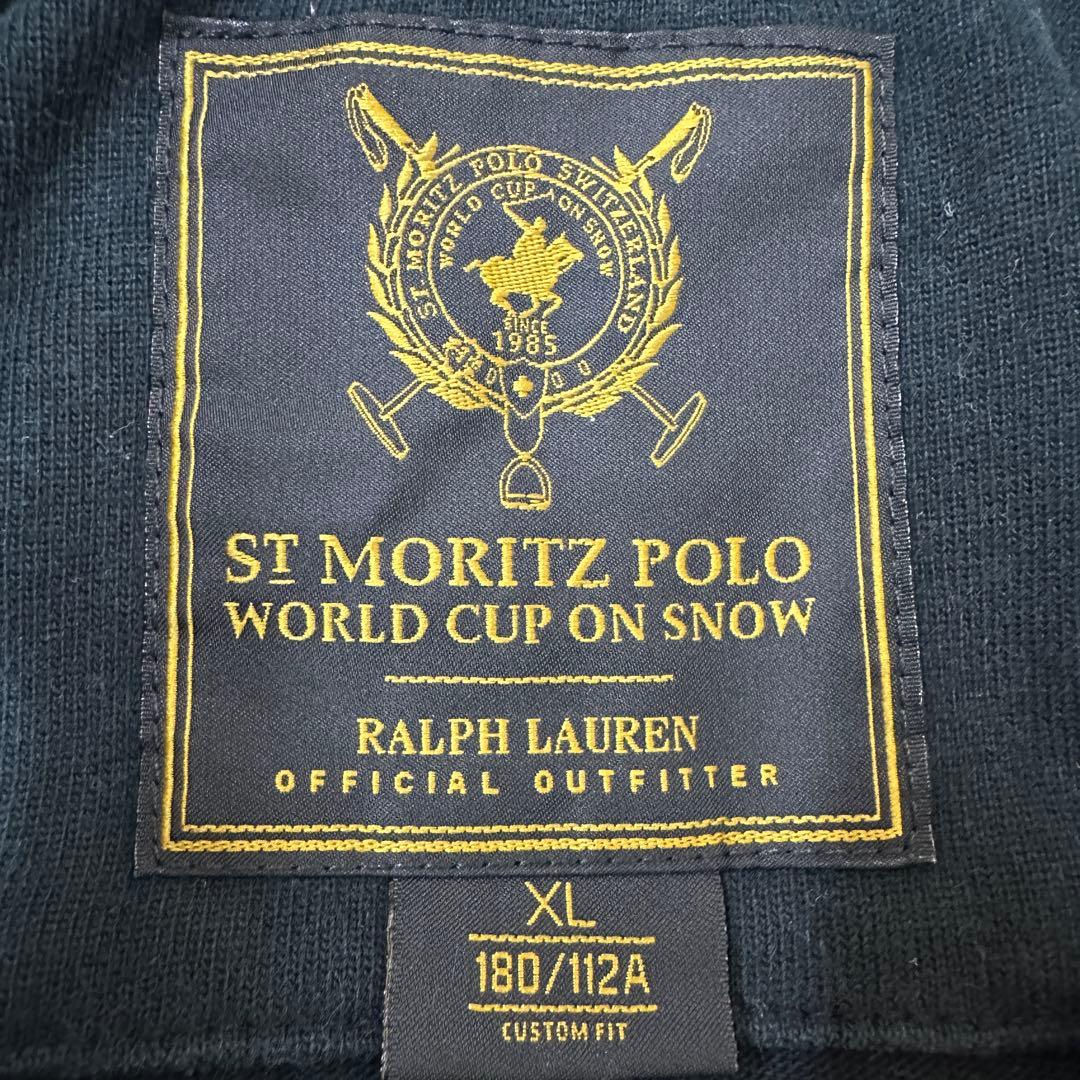 ST MORITZ POLO SWITZERLAND
WORLD CUP ON SNOW
SINCE
1985
ST MORITZ POLO
WORLD CUP ON SNOW
RALPH LAUREN
OFFICIAL OUTFITTER
XL
180/112A
CUSTOM FIT